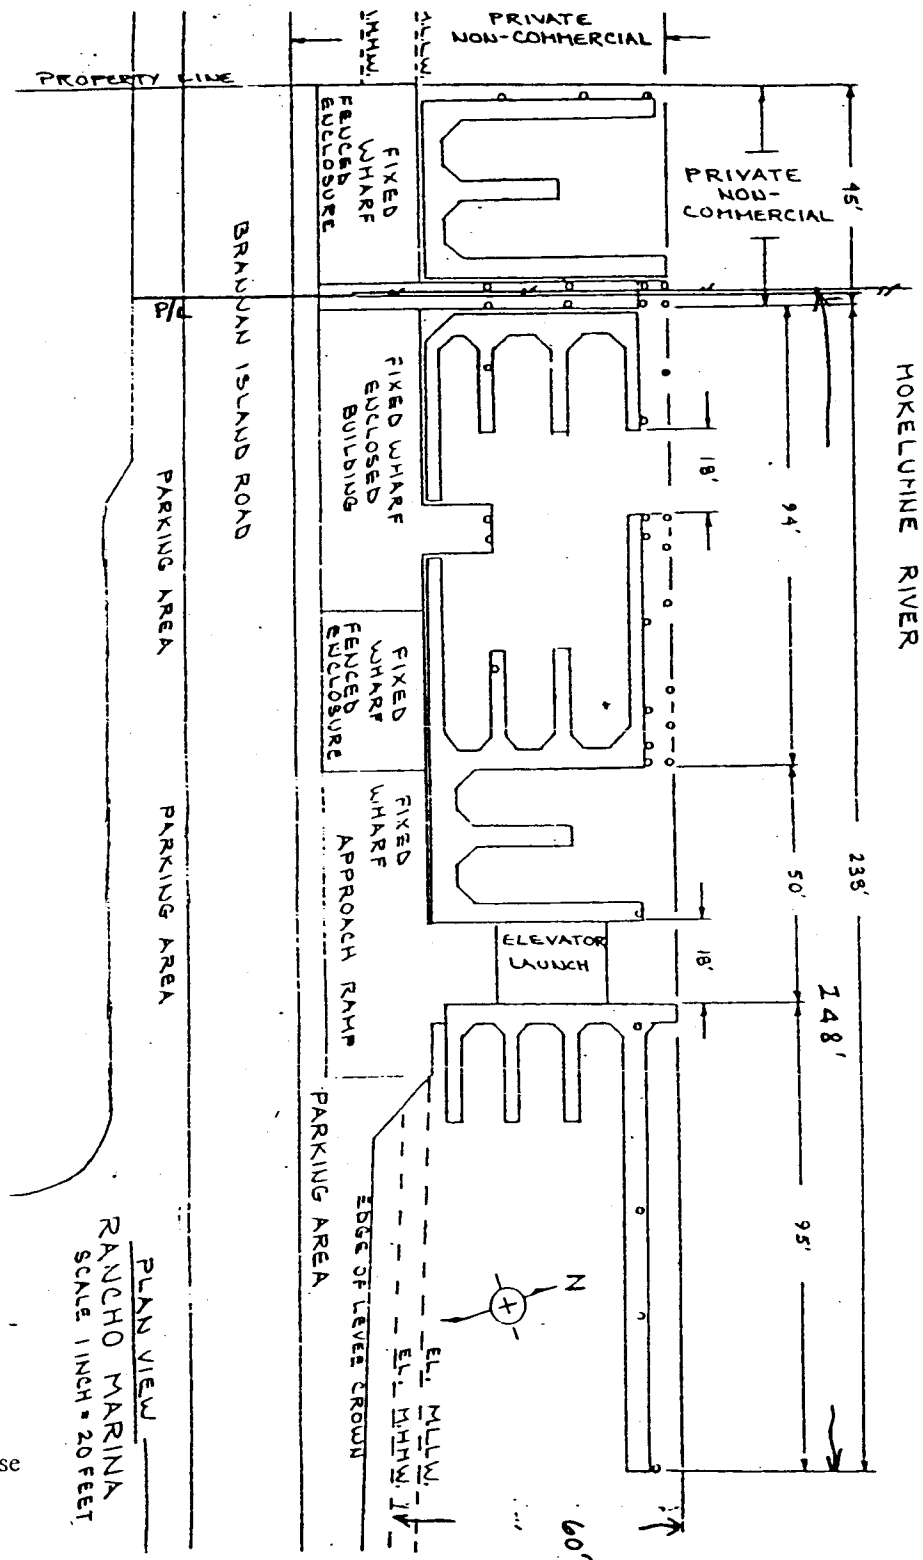 PRIVATE
NON-COMMERCIAL
M.H.H.W.
M.L.L.W.
PROPERTY LINE
FIXED
WHARF
FENCED
ENCLOSURE
PRIVATE
NON-
COMMERCIAL
45'
P/L
BRANNAN ISLAND ROAD
MOKELUMNE RIVER
FIXED WHARF
ENCLOSED
BUILDING
18'
94'
PARKING AREA
FIXED
WHARF
FENCED
ENCLOSURE
FIXED
WHARF
APPROACH RAMP
PARKING AREA
238'
50'
18'
ELEVATOR
LAUNCH
148'
PARKING AREA
95'
N
EDGE OF LEVEE CROWN
EL. M.H.H.W.
EL. MLLW.
60'
PLAN VIEW
RANCHO MARINA
SCALE 1 INCH = 20 FEET
se